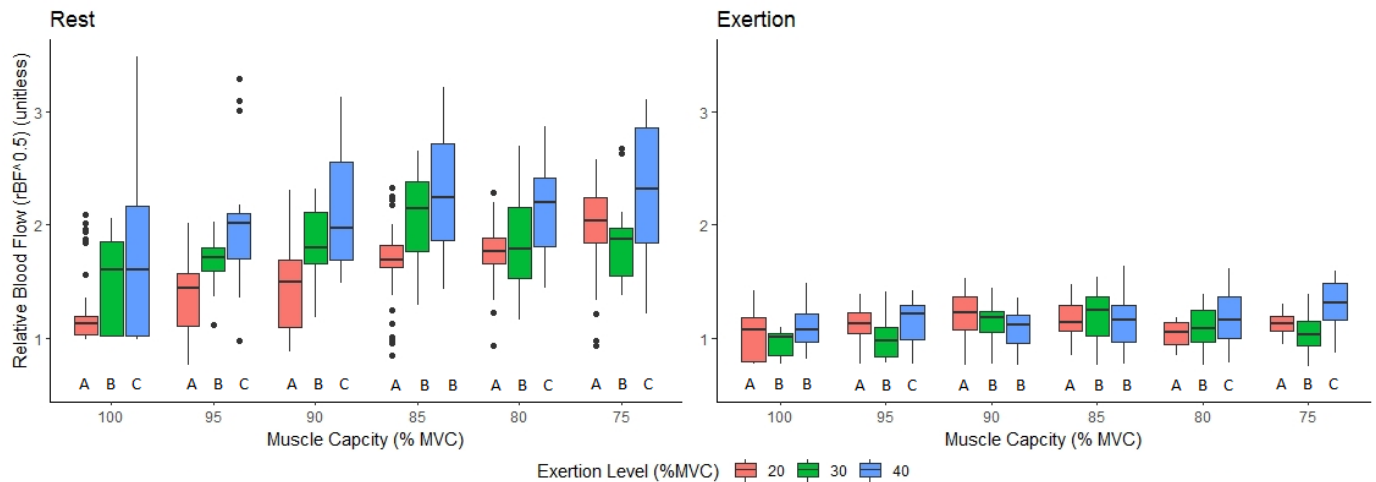 Rest
Exertion
Relative Blood Flow (rBF^0.5) (unitless)
3
2
1
3
2
1
A B C A B C A B C A B B A B C A B C
A B B A B C A B B A B B A B C A B C
100 95 90 85 80 75
100 95 90 85 80 75
Muscle Capcity (% MVC)
Muscle Capcity (% MVC)
Exertion Level (%MVC) 20 30 40